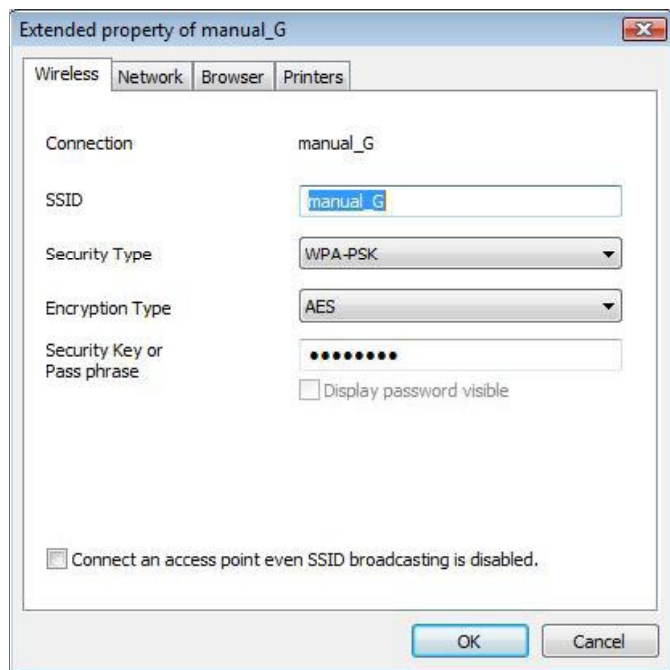 Extended property of manual_G
Wireless Network Browser Printers
Connection manual_G
SSID manual_G
Security Type WPA-PSK
Encryption Type AES
Security Key or
Pass phrase ●●●●●●●●
Display password visible
Connect an access point even SSID broadcasting is disabled.
OK Cancel